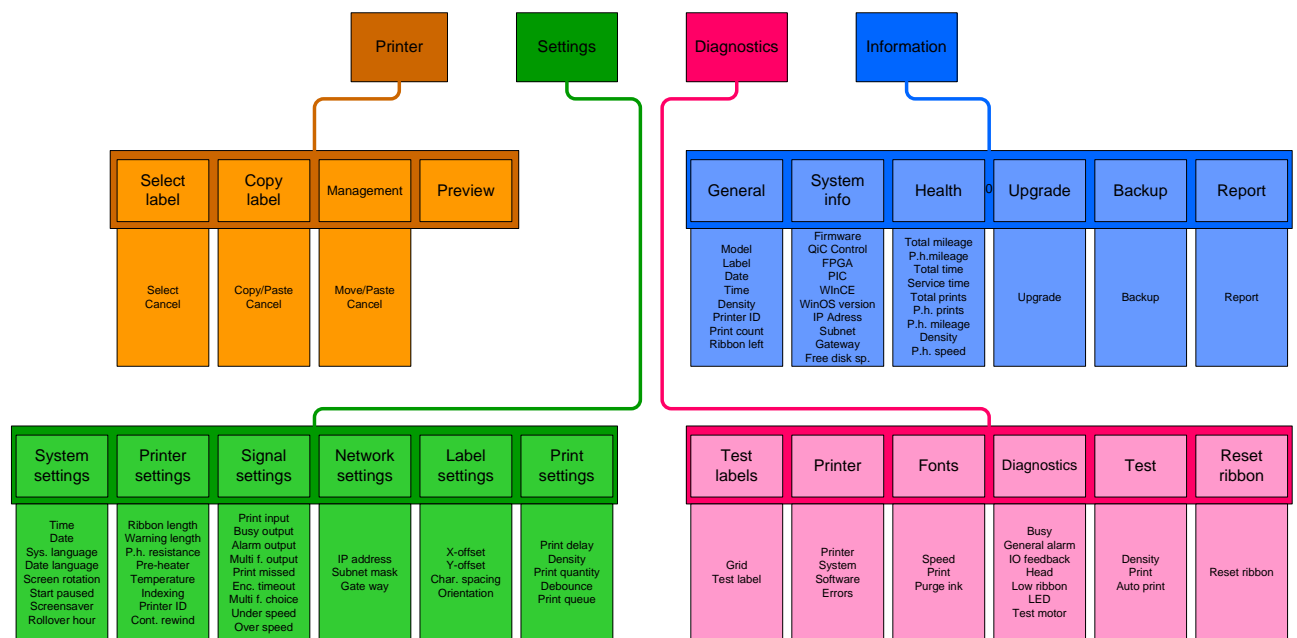 Printer
Settings
Diagnostics
Information
Select
label
Copy
label
Management
Preview
Select
Cancel
Copy/Paste
Cancel
Move/Paste
Cancel
General
System
info
Health
0
Upgrade
Backup
Report
Model
Label
Date
Time
Density
Printer ID
Print count
Ribbon left
Firmware
QiC Control
FPGA
PIC
WInCE
WinOS version
IP Adress
Subnet
Gateway
Free disk sp.
Total mileage
P.h.mileage
Total time
Service time
Total prints
P.h. prints
P.h. mileage
Density
P.h. speed
Upgrade
Backup
Report
System
settings
Printer
settings
Signal
settings
Network
settings
Label
settings
Print
settings
Time
Date
Sys. language
Date language
Screen rotation
Start paused
Screensaver
Rollover hour
Ribbon length
Warning length
P.h. resistance
Pre-heater
Temperature
Indexing
Printer ID
Cont. rewind
Print input
Busy output
Alarm output
Multi f. output
Print missed
Enc. timeout
Multi f. choice
Under speed
Over speed
IP address
Subnet mask
Gate way
X-offset
Y-offset
Char. spacing
Orientation
Print delay
Density
Print quantity
Debounce
Print queue
Test
labels
Printer
Fonts
Diagnostics
Test
Reset
ribbon
Grid
Test label
Printer
System
Software
Errors
Speed
Print
Purge ink
Busy
General alarm
IO feedback
Head
Low ribbon
LED
Test motor
Density
Print
Auto print
Reset ribbon